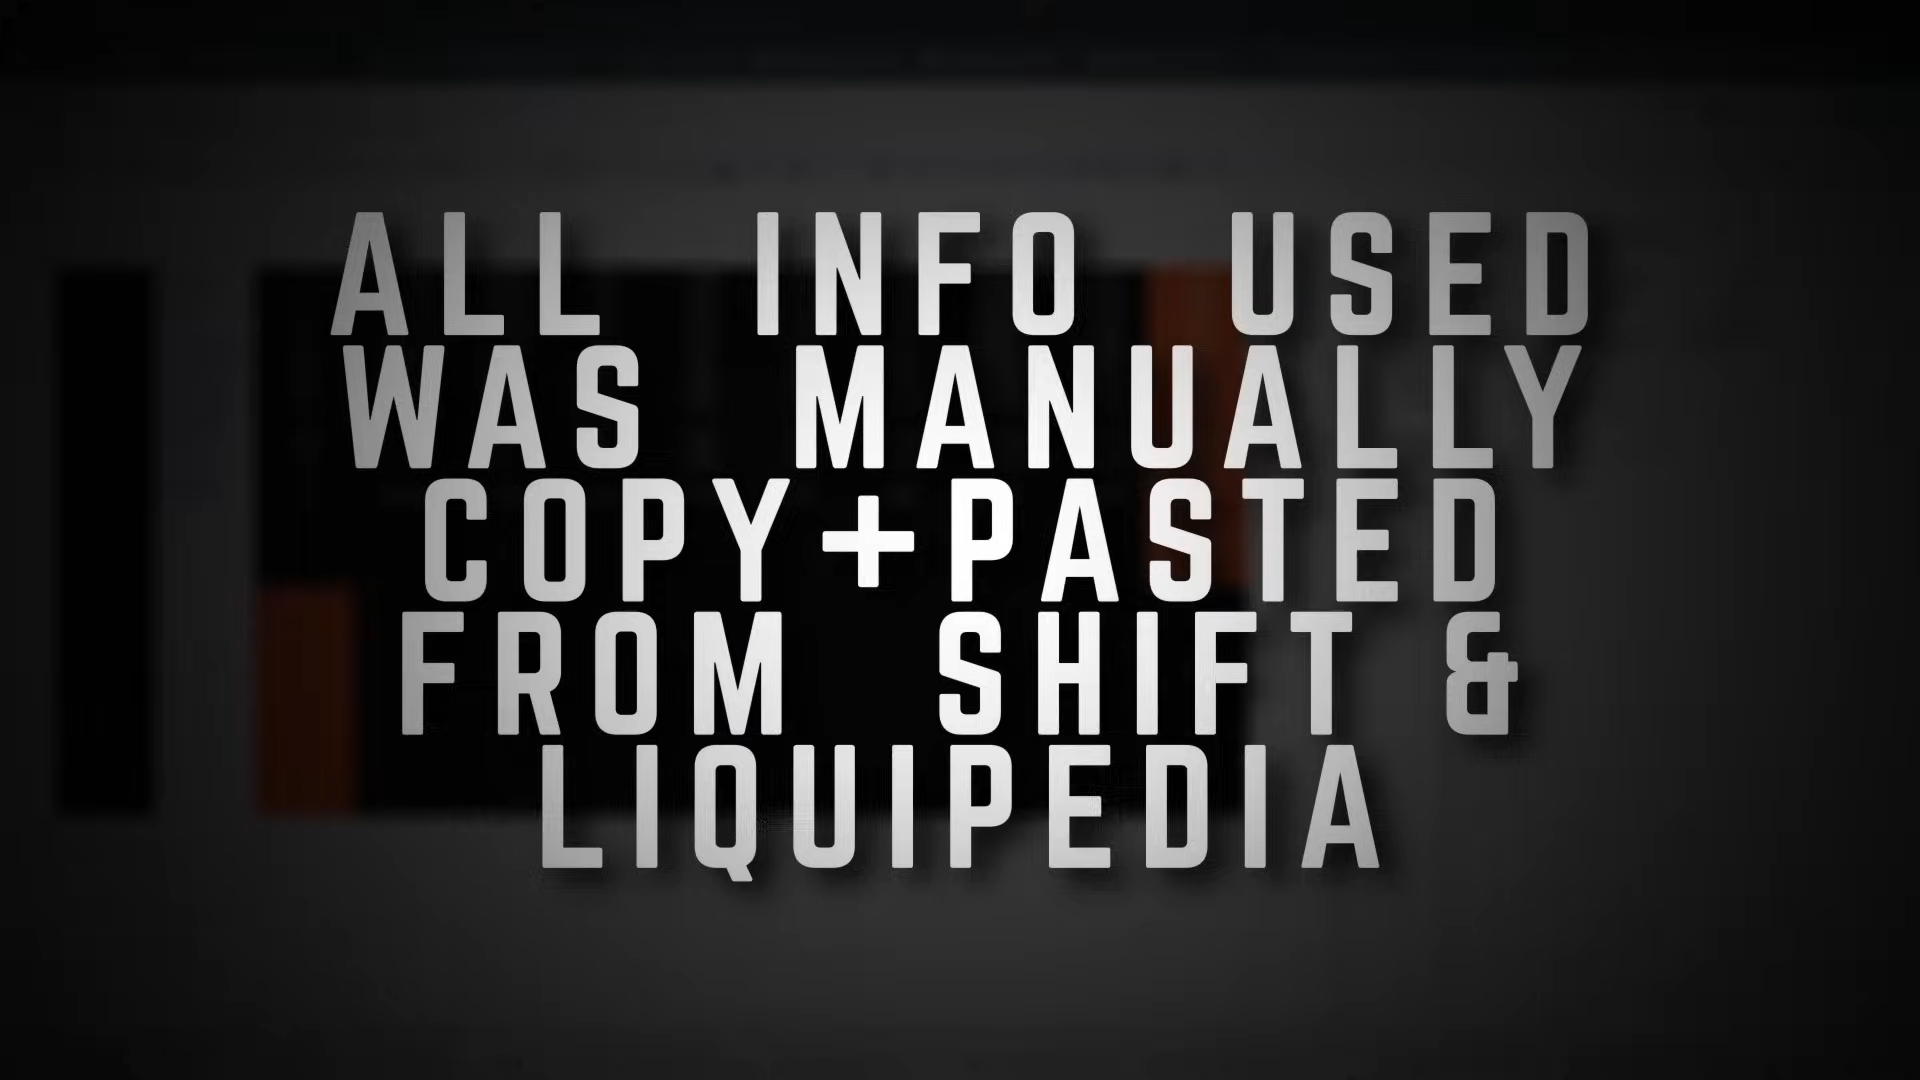 ALL INFO USED
WAS MANUALLY
COPY+PASTED
FROM SHIFT &
LIQUIPEDIA